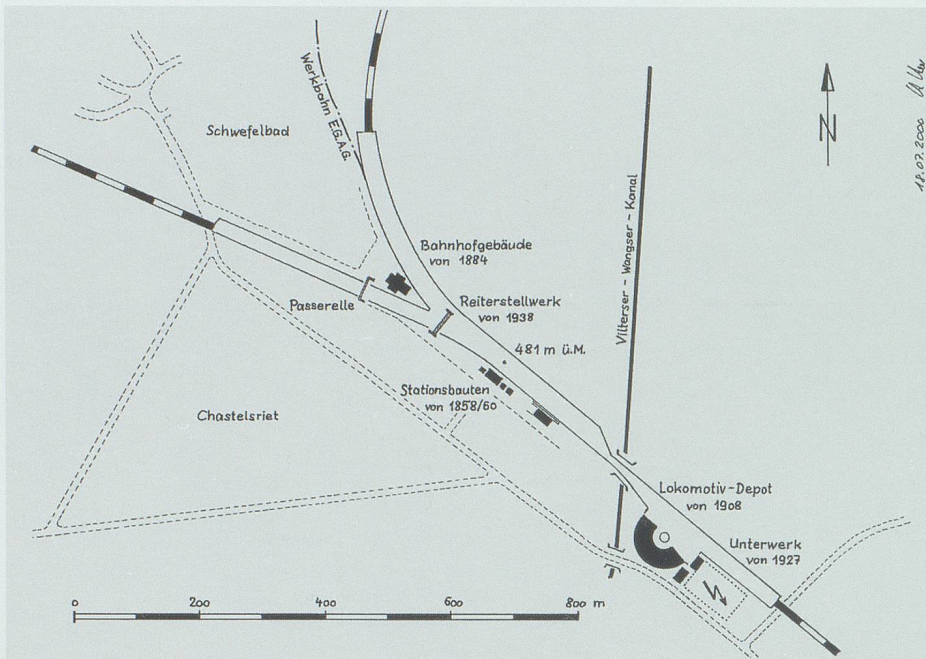 Werkbahn E.G.A.G.
Schwefelbad
N
18.07.2000
Vilterser-Wangser-Kanal
Bahnhofgebäude
von 1884
Passerelle
Reiterstellwerk
von 1938
481 m ü.M.
Stationsbauten
von 1858/60
Chastelsriet
Lokomotiv-Depot
von 1908
Unterwerk
von 1927
0 200 400 600 800 m